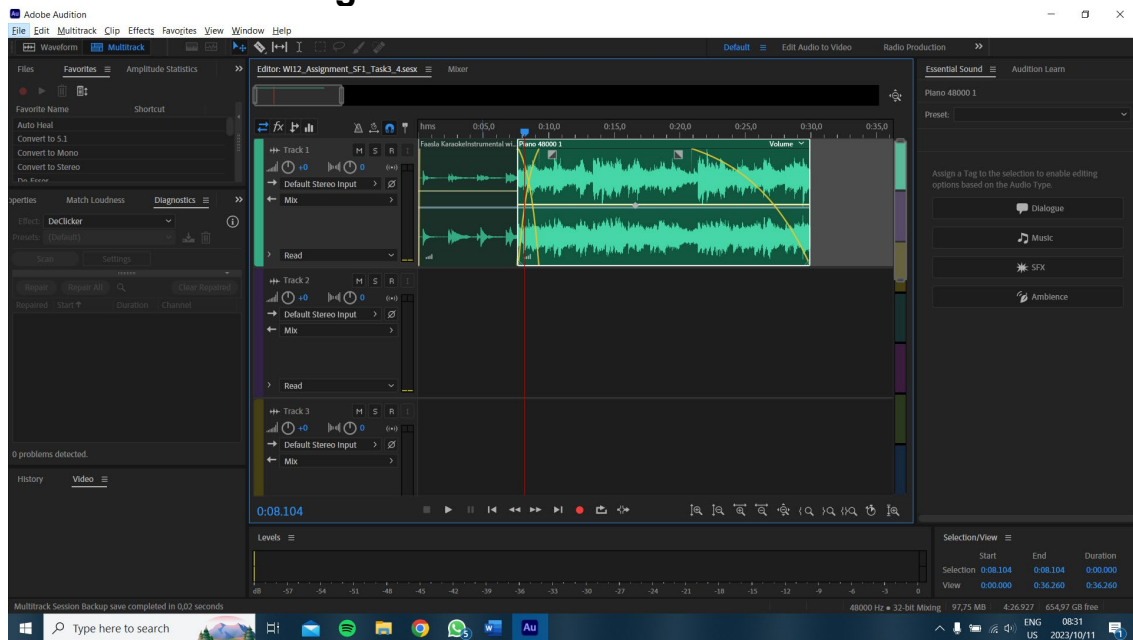 Adobe Audition
File Edit Multitrack Clip Effects Favorites View Window Help
Waveform Multitrack Default Edit Audio to Video Radio Production
Files Favorites Amplitude Statistics
Favorite Name Shortcut
Auto Heal
Convert to 5.1
Convert to Mono
Convert to Stereo
De Esser
operties Match Loudness Diagnostics
Effect: DeClicker
Presets: (Default)
Scan Settings
Repair Repair All Clear Repaired
Repaired Start Duration Channel
0 problems detected.
History Video
Editor: WI12_Assignment_SF1_Task3_4.sesx Mixer
hms 0:05,0 0:10,0 0:15,0 0:20,0 0:25,0 0:30,0 0:35,0
Track 1 M S R I
+0 0
Default Stereo Input
Mix
Read
Faasla KaraokeInstrumental wi... Piano 48000 1 Volume
Track 2 M S R I
+0 0
Default Stereo Input
Mix
Read
Track 3 M S R I
+0 0
Default Stereo Input
Mix
0:08.104
Levels
dB -57 -54 -51 -48 -45 -42 -39 -36 -33 -30 -27 -24 -21 -18 -15 -12 -9 -6 -3 0
Essential Sound Audition Learn
Piano 48000 1
Preset:
Assign a Tag to the selection to enable editing
options based on the Audio Type.
Dialogue
Music
SFX
Ambience
Selection/View
Start End Duration
Selection 0:08.104 0:08.104 0:00.000
View 0:00.000 0:36.260 0:36.260
Multitrack Session Backup save completed in 0,02 seconds
48000 Hz • 32-bit Mixing 97,75 MB 4:26.927 654,97 GB free
Type here to search
Au
ENG
US
08:31
2023/10/11